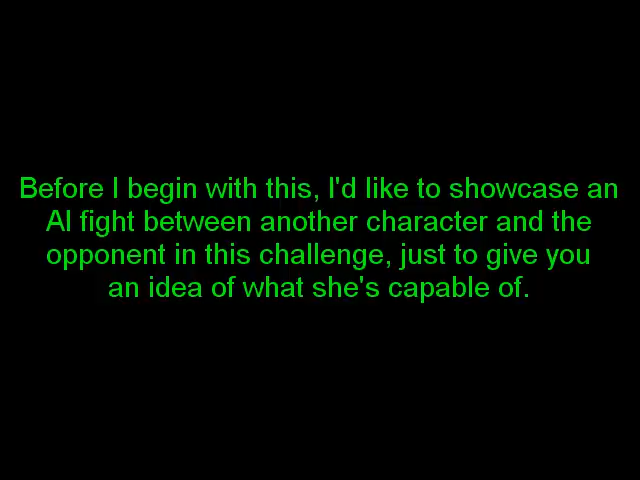 Before I begin with this, I'd like to showcase an
AI fight between another character and the
opponent in this challenge, just to give you
an idea of what she's capable of.